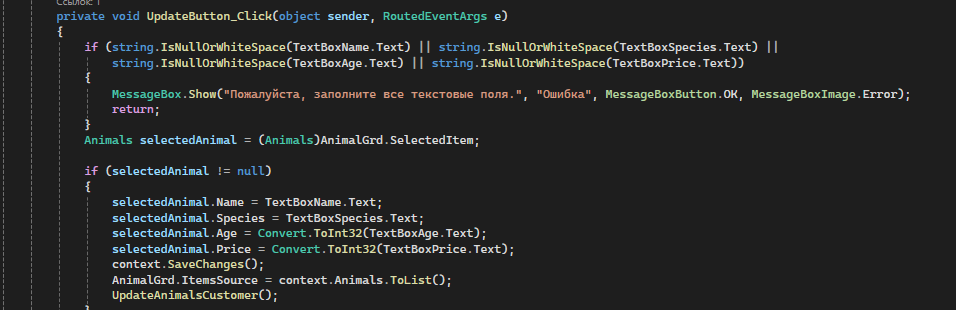 Ссылок: 1
private void UpdateButton_Click(object sender, RoutedEventArgs e)
{
if (string.IsNullOrWhiteSpace(TextBoxName.Text) || string.IsNullOrWhiteSpace(TextBoxSpecies.Text) ||
string.IsNullOrWhiteSpace(TextBoxAge.Text) || string.IsNullOrWhiteSpace(TextBoxPrice.Text))
{
MessageBox.Show("Пожалуйста, заполните все текстовые поля.", "Ошибка", MessageBoxButton.OK, MessageBoxImage.Error);
return;
}
Animals selectedAnimal = (Animals)AnimalGrd.SelectedItem;
if (selectedAnimal != null)
{
selectedAnimal.Name = TextBoxName.Text;
selectedAnimal.Species = TextBoxSpecies.Text;
selectedAnimal.Age = Convert.ToInt32(TextBoxAge.Text);
selectedAnimal.Price = Convert.ToInt32(TextBoxPrice.Text);
context.SaveChanges();
AnimalGrd.ItemsSource = context.Animals.ToList();
UpdateAnimalsCustomer();
}